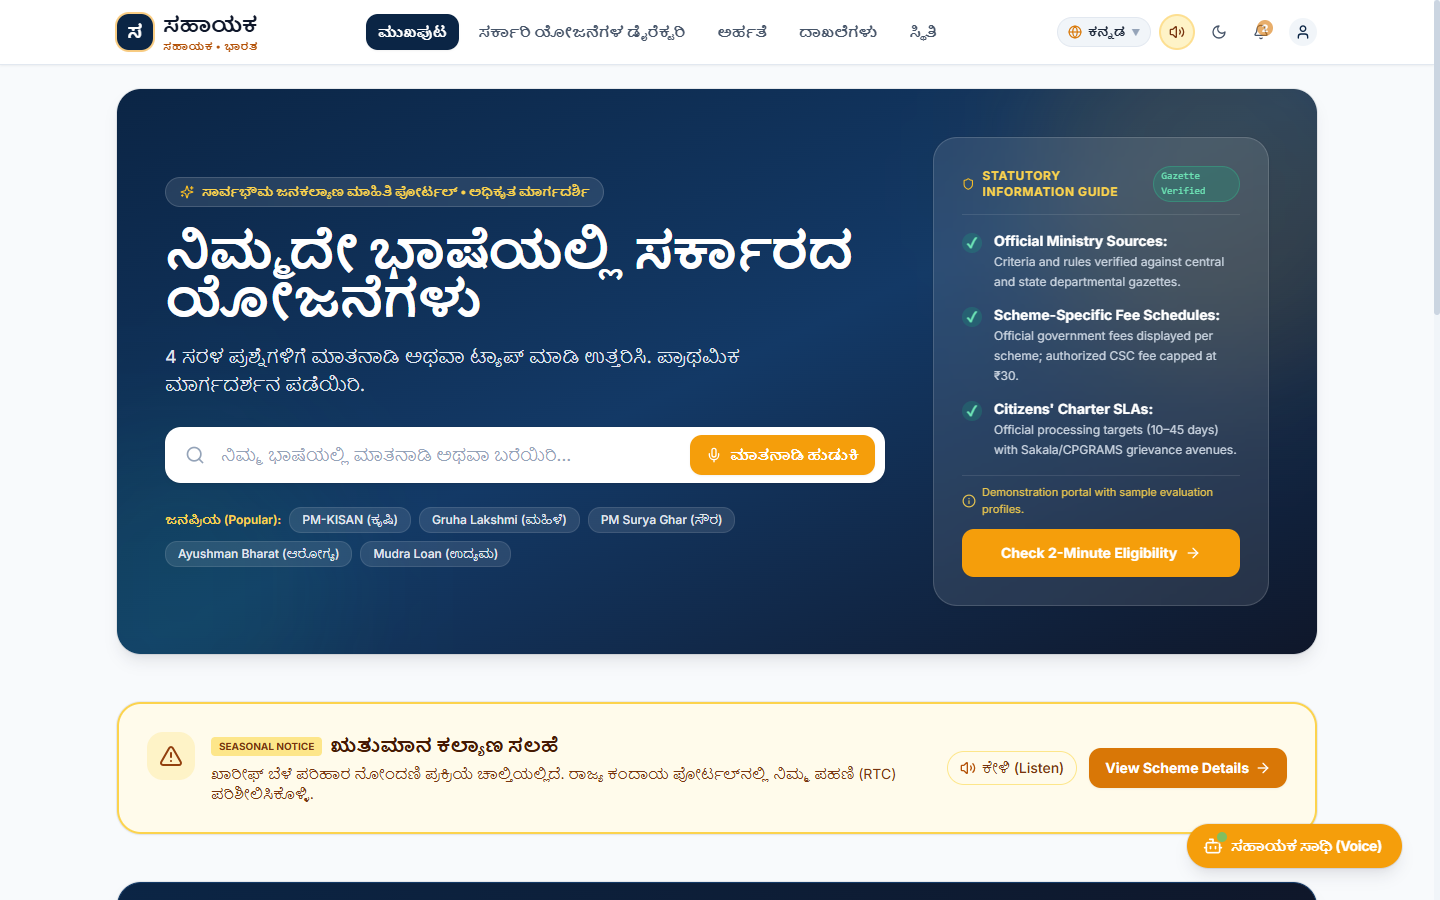 ಸ
ಸಹಾಯಕ
ಸಹಾಯಕ • ಭಾರತ
ಮುಖಪುಟ
ಸರ್ಕಾರಿ ಯೋಜನೆಗಳ ಡೈರೆಕ್ಟರಿ
ಅರ್ಹತೆ
ದಾಖಲೆಗಳು
ಸ್ಥಿತಿ
ಕನ್ನಡ ▼
ಸಾರ್ವಭೌಮ ಜನಕಲ್ಯಾಣ ಮಾಹಿತಿ ಪೋರ್ಟಲ್ • ಅಧಿಕೃತ ಮಾರ್ಗದರ್ಶಿ
ನಿಮ್ಮದೇ ಭಾಷೆಯಲ್ಲಿ ಸರ್ಕಾರದ
ಯೋಜನೆಗಳು
4 ಸರಳ ಪ್ರಶ್ನೆಗಳಿಗೆ ಮಾತನಾಡಿ ಅಥವಾ ಟ್ಯಾಪ್ ಮಾಡಿ ಉತ್ತರಿಸಿ. ಪ್ರಾಥಮಿಕ
ಮಾರ್ಗದರ್ಶನ ಪಡೆಯಿರಿ.
ನಿಮ್ಮ ಭಾಷೆಯಲ್ಲಿ ಮಾತನಾಡಿ ಅಥವಾ ಬರೆಯಿರಿ...
ಮಾತನಾಡಿ ಹುಡುಕಿ
ಜನಪ್ರಿಯ (Popular):
PM-KISAN (ಕೃಷಿ)
Gruha Lakshmi (ಮಹಿಳೆ)
PM Surya Ghar (ಸೌರ)
Ayushman Bharat (ಆರೋಗ್ಯ)
Mudra Loan (ಉದ್ಯಮ)
STATUTORY
INFORMATION GUIDE
Gazette
Verified
Official Ministry Sources:
Criteria and rules verified against central
and state departmental gazettes.
Scheme-Specific Fee Schedules:
Official government fees displayed per
scheme; authorized CSC fee capped at
₹30.
Citizens' Charter SLAs:
Official processing targets (10–45 days)
with Sakala/CPGRAMS grievance avenues.
Demonstration portal with sample evaluation
profiles.
Check 2-Minute Eligibility →
SEASONAL NOTICE
ಋತುಮಾನ ಕಲ್ಯಾಣ ಸಲಹೆ
ಖಾರೀಫ್ ಬೆಳೆ ಪರಿಹಾರ ನೋಂದಣಿ ಪ್ರಕ್ರಿಯೆ ಚಾಲ್ತಿಯಲ್ಲಿದೆ. ರಾಜ್ಯ ಕಂದಾಯ ಪೋರ್ಟಲ್‌ನಲ್ಲಿ ನಿಮ್ಮ ಪಹಣಿ (RTC)
ಪರಿಶೀಲಿಸಿಕೊಳ್ಳಿ.
ಕೇಳಿ (Listen)
View Scheme Details →
ಸಹಾಯಕ ಸಾಥಿ (Voice)